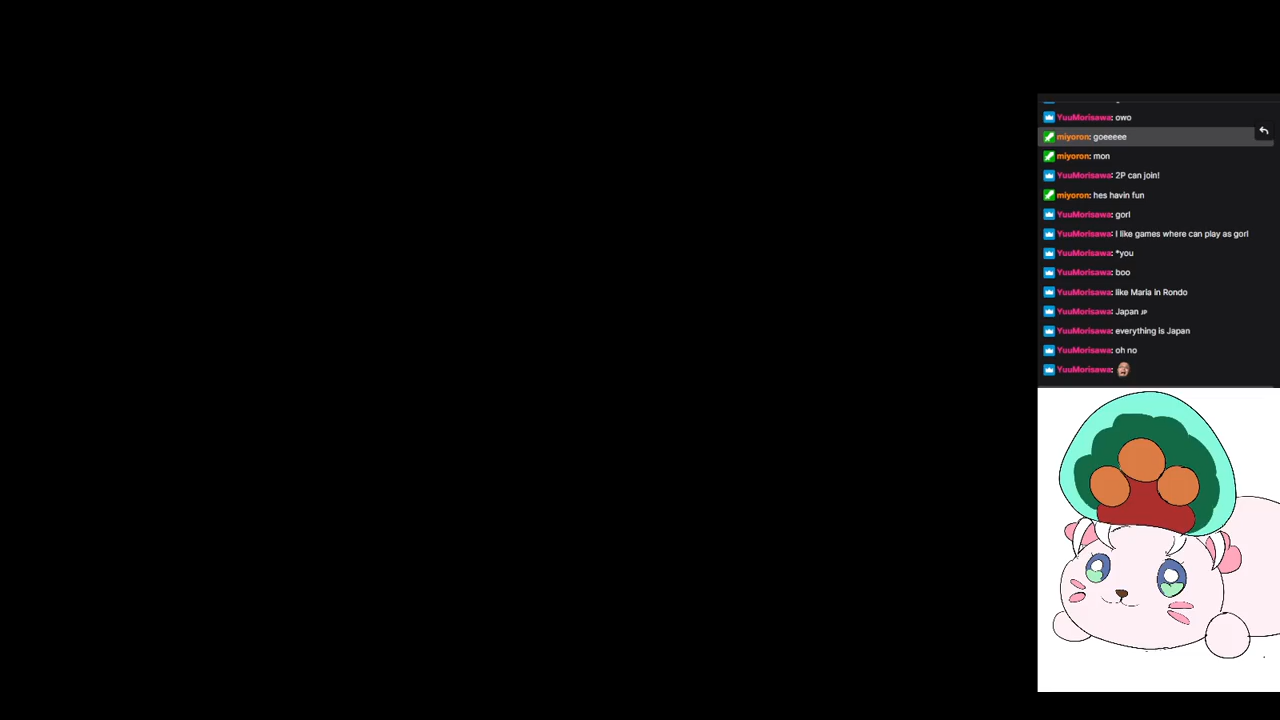 YuuMorisawa: owo
miyoron: goeeeee
miyoron: mon
YuuMorisawa: 2P can join!
miyoron: hes havin fun
YuuMorisawa: gorl
YuuMorisawa: I like games where can play as gorl
YuuMorisawa: *you
YuuMorisawa: boo
YuuMorisawa: like Maria in Rondo
YuuMorisawa: Japan JP
YuuMorisawa: everything is Japan
YuuMorisawa: oh no
YuuMorisawa: